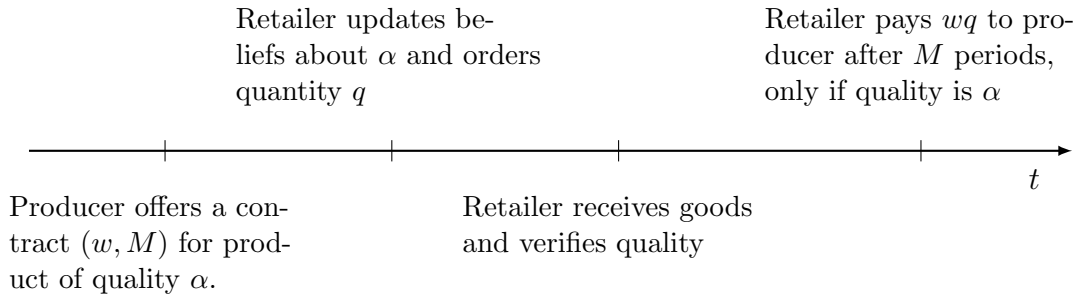 Retailer updates be-
liefs about α and orders
quantity q
Retailer pays wq to pro-
ducer after M periods,
only if quality is α
t
Producer offers a con-
tract (w, M) for prod-
uct of quality α.
Retailer receives goods
and verifies quality